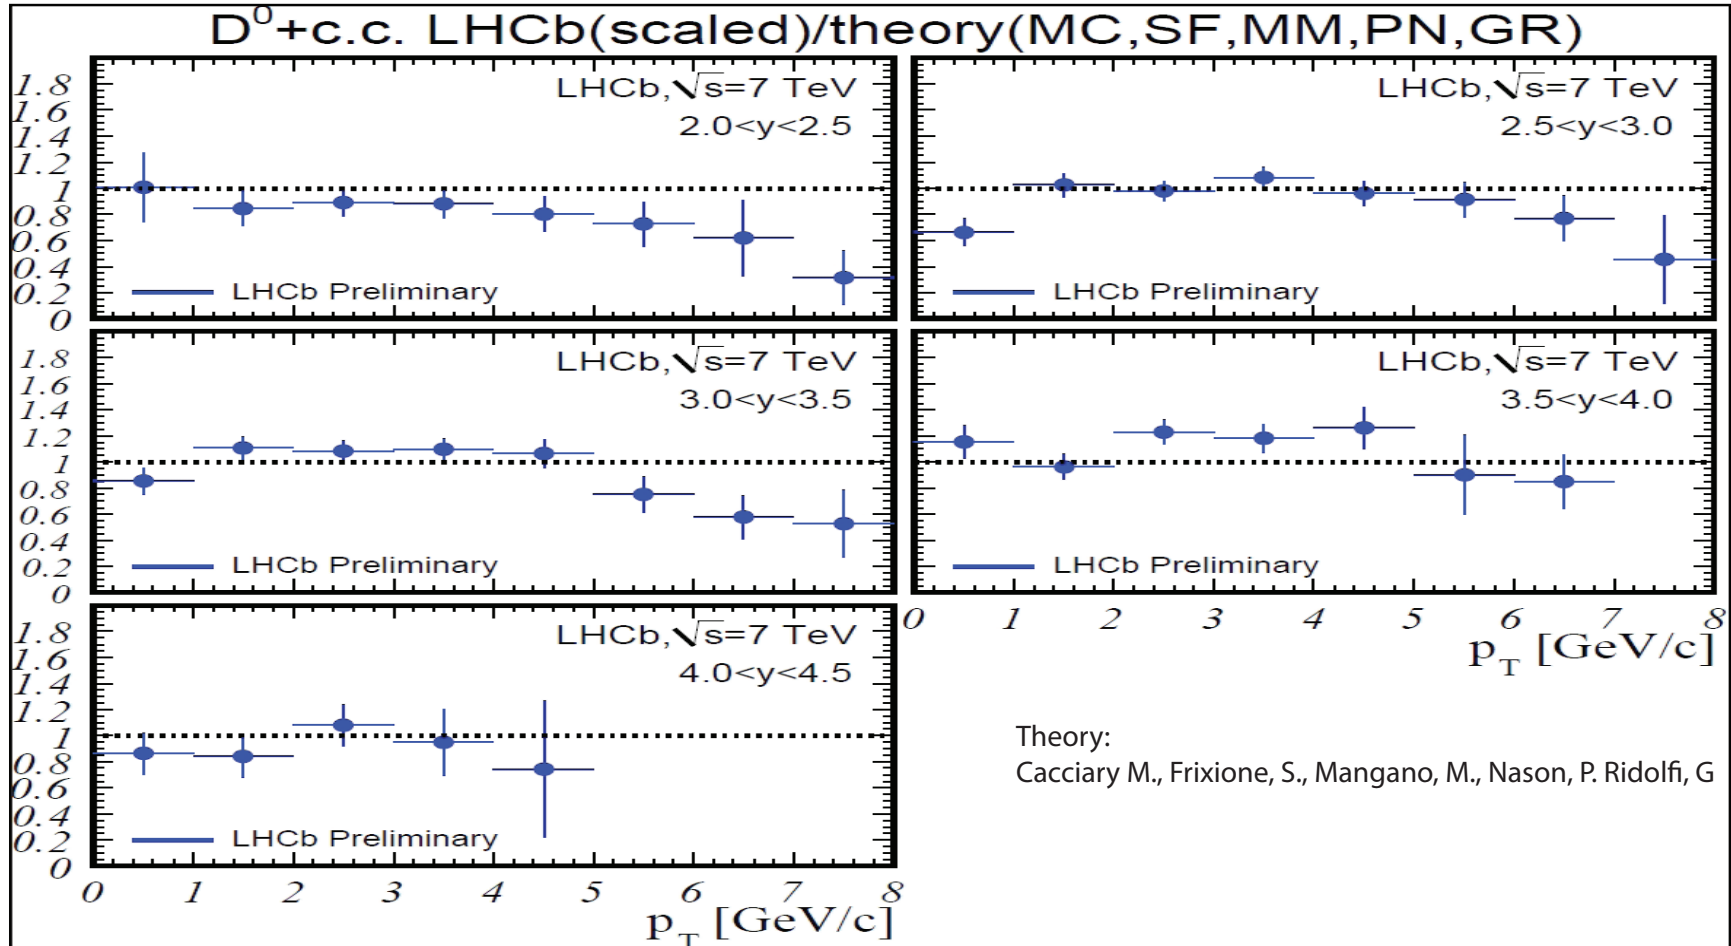 D⁰+c.c. LHCb(scaled)/theory(MC,SF,MM,PN,GR)
1.8
1.6
1.4
1.2
1
0.8
0.6
0.4
0.2
0
LHCb,√s=7 TeV
2.0<y<2.5
LHCb Preliminary
LHCb,√s=7 TeV
2.5<y<3.0
LHCb Preliminary
1.8
1.6
1.4
1.2
1
0.8
0.6
0.4
0.2
0
LHCb,√s=7 TeV
3.0<y<3.5
LHCb Preliminary
LHCb,√s=7 TeV
3.5<y<4.0
LHCb Preliminary
0 1 2 3 4 5 6 7 8
p_T [GeV/c]
1.8
1.6
1.4
1.2
1
0.8
0.6
0.4
0.2
0
LHCb,√s=7 TeV
4.0<y<4.5
LHCb Preliminary
0 1 2 3 4 5 6 7 8
p_T [GeV/c]
Theory:
Cacciary M., Frixione, S., Mangano, M., Nason, P. Ridolfi, G